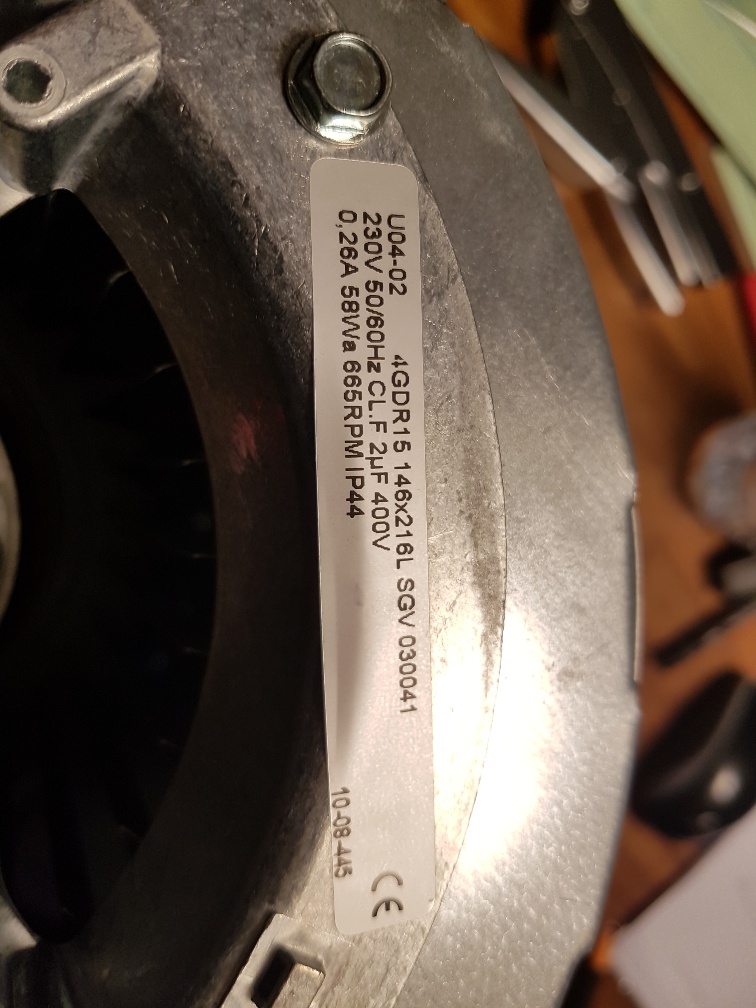 U04-02 4GDR15 146x216L SGV 030041
230V 50/60Hz CL.F 2µF 400V
0,26A 58Wa 665RPM IP44
10-08-445
CE